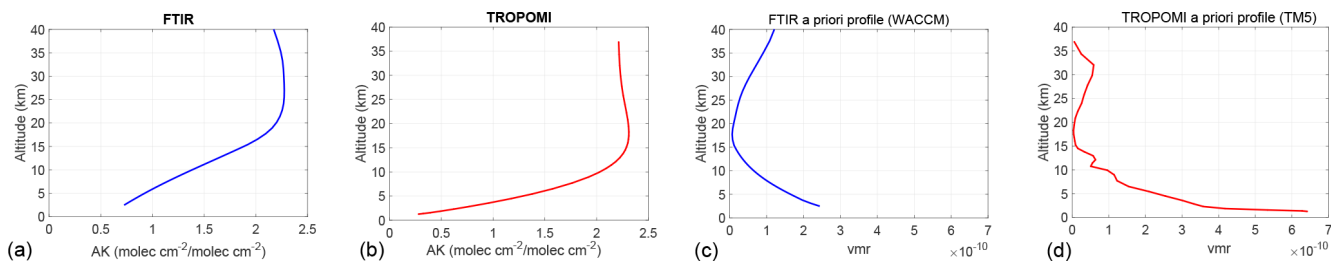 FTIR
40
35
30
25
20
15
10
5
0
Altitude (km)
0 0.5 1 1.5 2 2.5
AK (molec cm⁻²/molec cm⁻²)
(a)
TROPOMI
40
35
30
25
20
15
10
5
0
Altitude (km)
0 0.5 1 1.5 2 2.5
AK (molec cm⁻²/molec cm⁻²)
(b)
FTIR a priori profile (WACCM)
40
35
30
25
20
15
10
5
0
Altitude (km)
0 1 2 3 4 5 6 7
vmr
×10⁻¹⁰
(c)
TROPOMI a priori profile (TM5)
40
35
30
25
20
15
10
5
0
Altitude (km)
0 1 2 3 4 5 6 7
vmr
×10⁻¹⁰
(d)